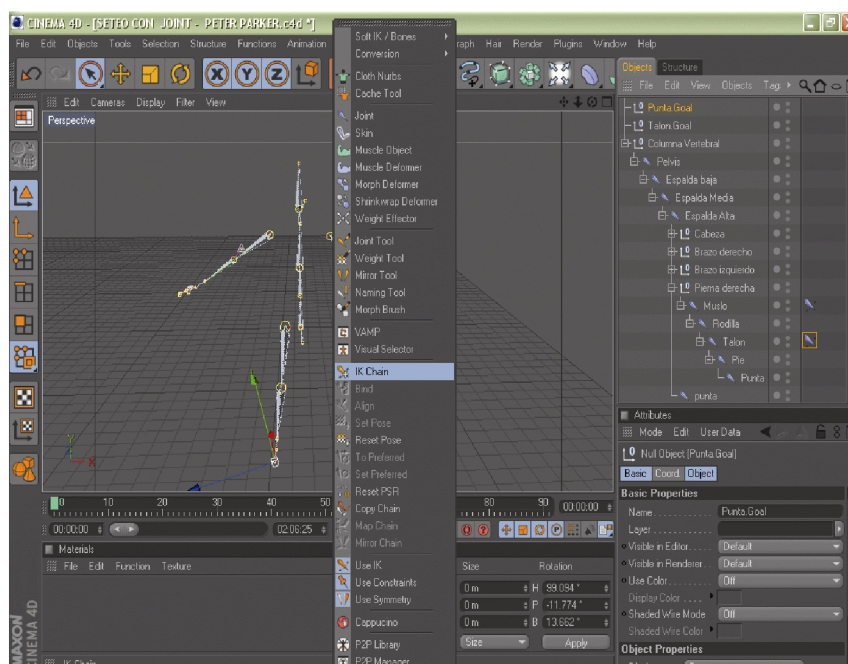 CINEMA 4D - [SETEO CON JOINT - PETER PARKER.c4d *]
File Edit Objects Tools Selection Structure Functions Animation
raph Hair Render Plugins Window Help
Soft IK / Bones
Conversion
Cloth Nurbs
Cache Tool
Joint
Skin
Muscle Object
Muscle Deformer
Morph Deformer
Shrinkwrap Deformer
Weight Effector
Joint Tool
Weight Tool
Mirror Tool
Naming Tool
Morph Brush
VAMP
Visual Selector
IK Chain
Bind
Align
Set Pose
Reset Pose
To Preferred
Set Preferred
Reset PSR
Copy Chain
Map Chain
Mirror Chain
Use IK
Use Constraints
Use Symmetry
Cappucino
P2P Library
P2P Manager
X Y Z
Edit Cameras Display Filter View
Perspective
Y
X
0 10 20 30 40 50
80 90 00:00:00
00:00:00
02:06:25
Materials
File Edit Function Texture
Size Rotation
0 m H 99.094 °
0 m P -11.774 °
0 m B 13.662 °
Size Apply
MAXON
CINEMA 4D
IK Chain
Objects Structure
File Edit View Objects Tag
Punta.Goal
Talon.Goal
Columna Vertebral
Pelvis
Espalda baja
Espalda Media
Espalda Alta
Cabeza
Brazo derecho
Brazo izquierdo
Pierna derecha
Muslo
Rodilla
Talon
Pie
Punta
punta
Attributes
Mode Edit User Data
Null Object [Punta.Goal]
Basic Coord. Object
Basic Properties
Name Punta.Goal
Layer
Visible in Editor Default
Visible in Renderer Default
Use Color Off
Display Color
Shaded Wire Mode Off
Shaded Wire Color
Object Properties